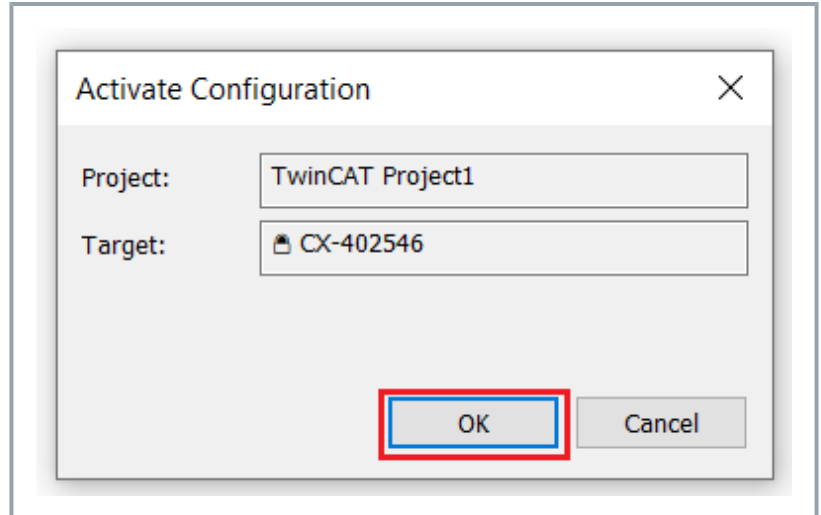 Activate Configuration
Project: TwinCAT Project1
Target: CX-402546
OK Cancel